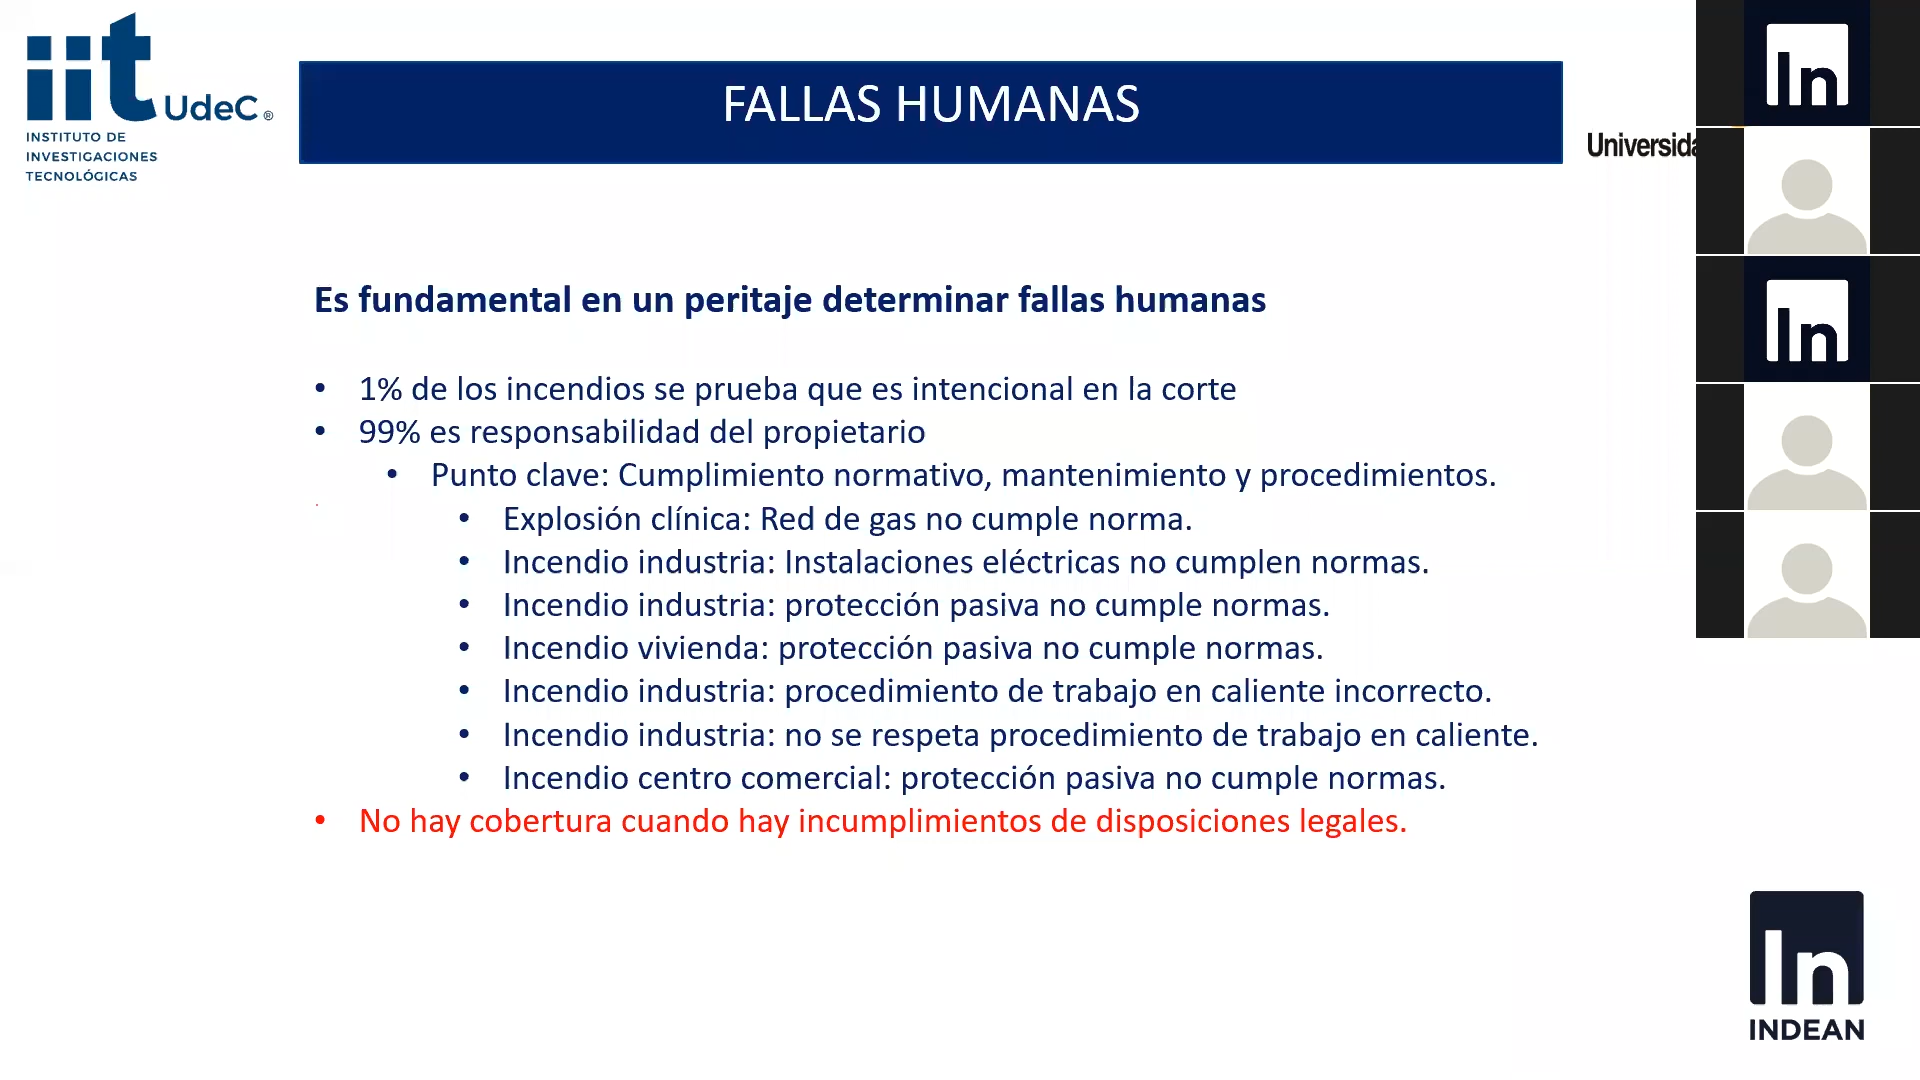 iit UdeC®
INSTITUTO DE
INVESTIGACIONES
TECNOLÓGICAS
FALLAS HUMANAS
Es fundamental en un peritaje determinar fallas humanas
• 1% de los incendios se prueba que es intencional en la corte
• 99% es responsabilidad del propietario
• Punto clave: Cumplimiento normativo, mantenimiento y procedimientos.
• Explosión clínica: Red de gas no cumple norma.
• Incendio industria: Instalaciones eléctricas no cumplen normas.
• Incendio industria: protección pasiva no cumple normas.
• Incendio vivienda: protección pasiva no cumple normas.
• Incendio industria: procedimiento de trabajo en caliente incorrecto.
• Incendio industria: no se respeta procedimiento de trabajo en caliente.
• Incendio centro comercial: protección pasiva no cumple normas.
• No hay cobertura cuando hay incumplimientos de disposiciones legales.
In
In
In
INDEAN